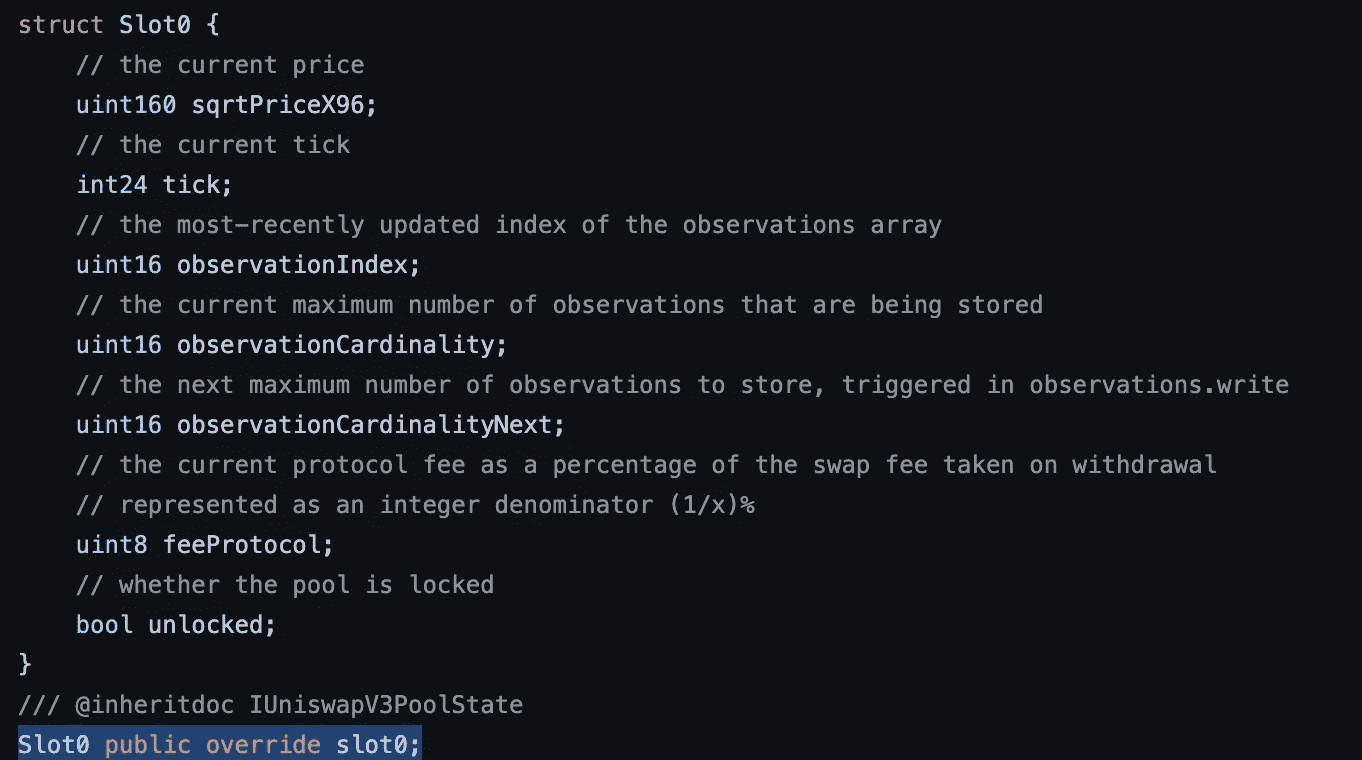 struct Slot0 {
    // the current price
    uint160 sqrtPriceX96;
    // the current tick
    int24 tick;
    // the most-recently updated index of the observations array
    uint16 observationIndex;
    // the current maximum number of observations that are being stored
    uint16 observationCardinality;
    // the next maximum number of observations to store, triggered in observations.write
    uint16 observationCardinalityNext;
    // the current protocol fee as a percentage of the swap fee taken on withdrawal
    // represented as an integer denominator (1/x)%
    uint8 feeProtocol;
    // whether the pool is locked
    bool unlocked;
}
/// @inheritdoc IUniswapV3PoolState
Slot0 public override slot0;